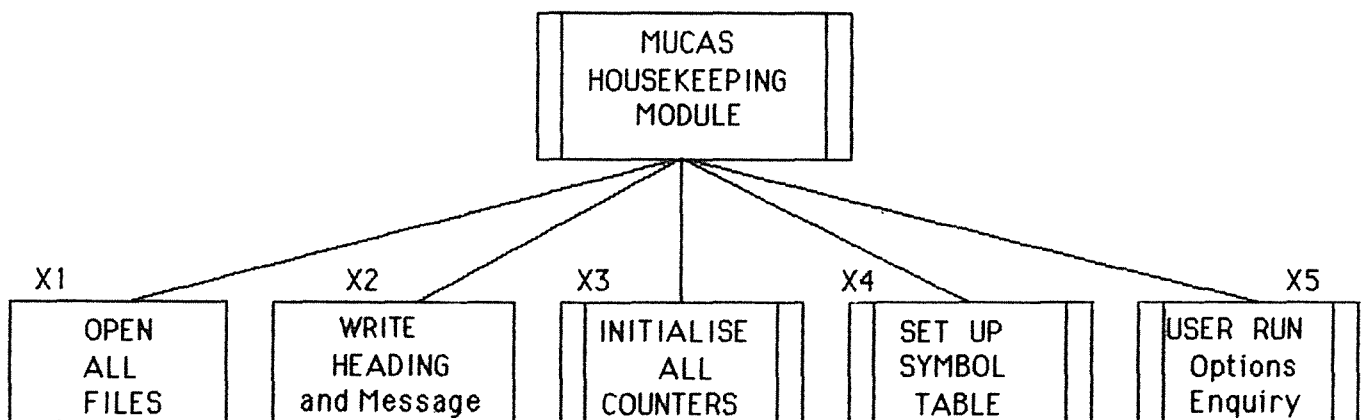 MUCAS
HOUSEKEEPING
MODULE
X1
X2
X3
X4
X5
OPEN
ALL
FILES
WRITE
HEADING
and Message
INITIALISE
ALL
COUNTERS
SET UP
SYMBOL
TABLE
USER RUN
Options
Enquiry